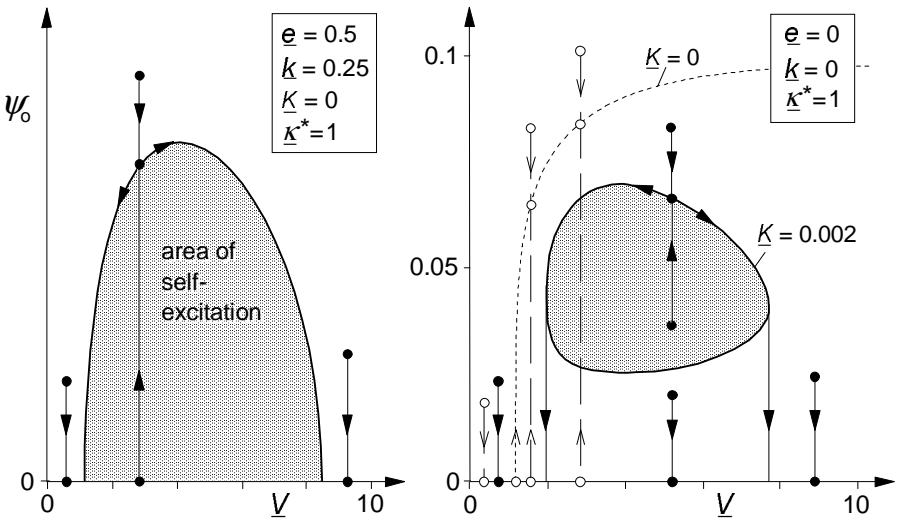 ψ₀
e = 0.5
k = 0.25
K = 0
κ* = 1
area of
self-
excitation
0
0
V
10
0.1
0.05
0
K = 0
e = 0
k = 0
κ* = 1
K = 0.002
0
V
10